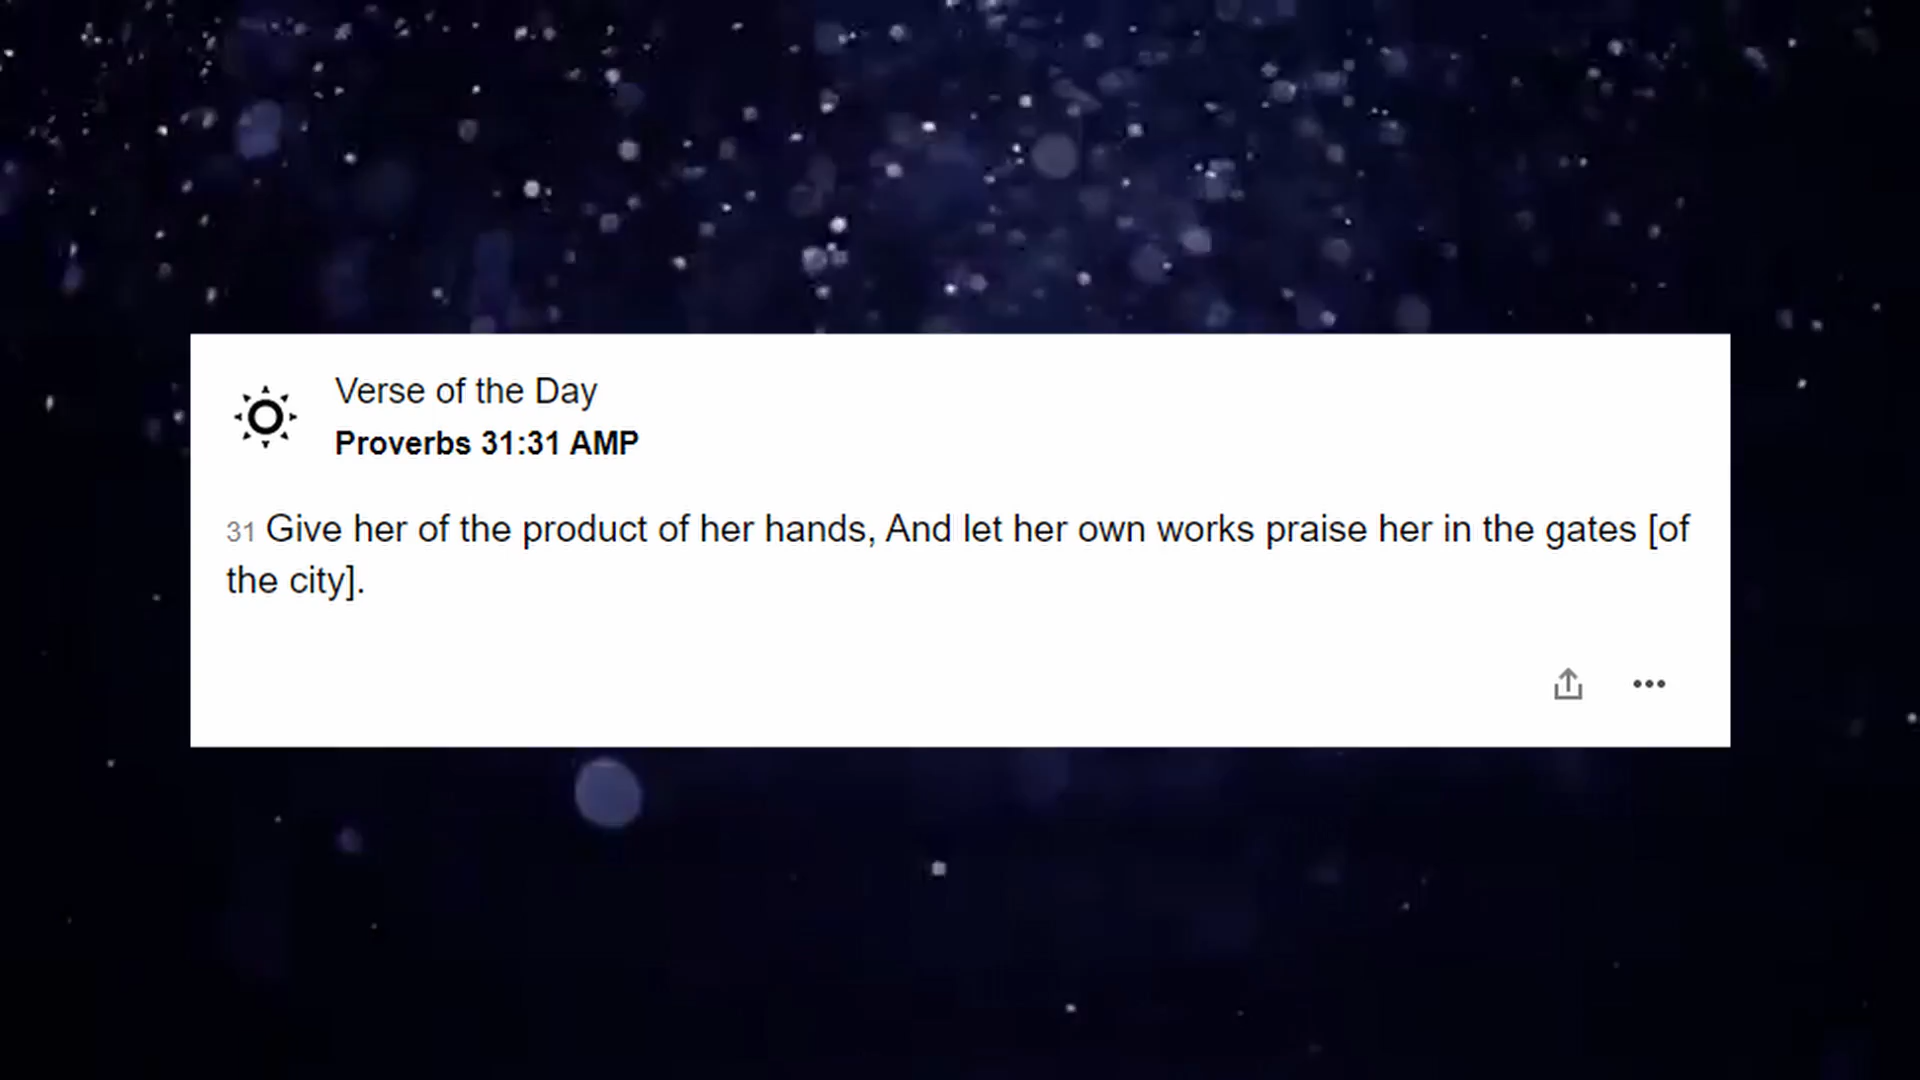 Verse of the Day
Proverbs 31:31 AMP
31 Give her of the product of her hands, And let her own works praise her in the gates [of
the city].